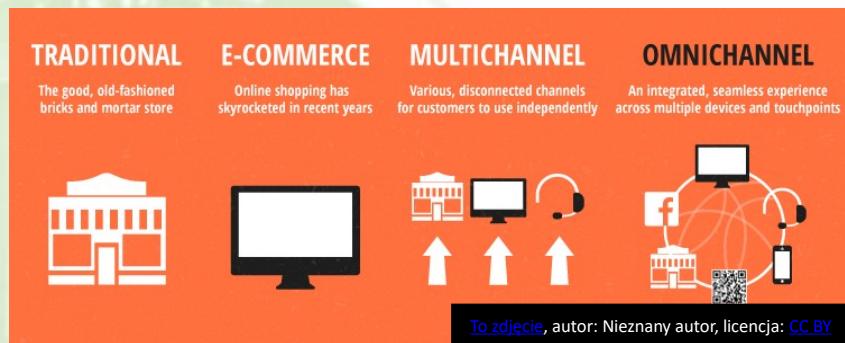 TRADITIONAL
The good, old-fashioned
bricks and mortar store
E-COMMERCE
Online shopping has
skyrocketed in recent years
MULTICHANNEL
Various, disconnected channels
for customers to use independently
OMNICHANNEL
An integrated, seamless experience
across multiple devices and touchpoints
f
To zdjęcie, autor: Nieznany autor, licencja: CC BY